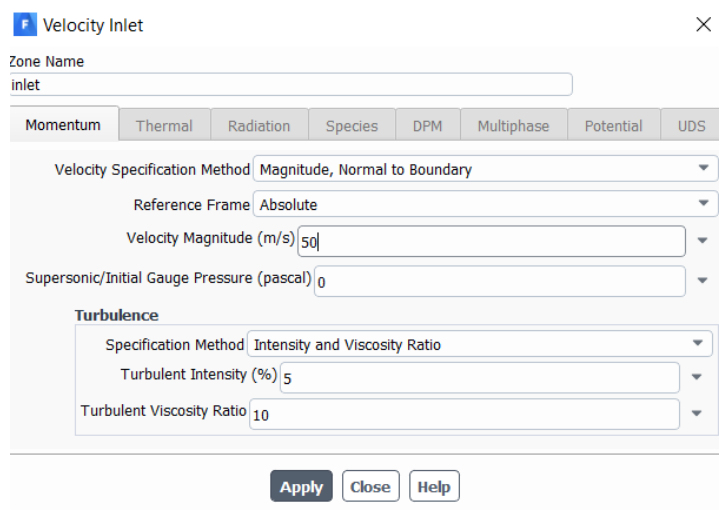 F Velocity Inlet
Zone Name
inlet
Momentum Thermal Radiation Species DPM Multiphase Potential UDS
Velocity Specification Method Magnitude, Normal to Boundary
Reference Frame Absolute
Velocity Magnitude (m/s) 50
Supersonic/Initial Gauge Pressure (pascal) 0
Turbulence
Specification Method Intensity and Viscosity Ratio
Turbulent Intensity (%) 5
Turbulent Viscosity Ratio 10
Apply Close Help